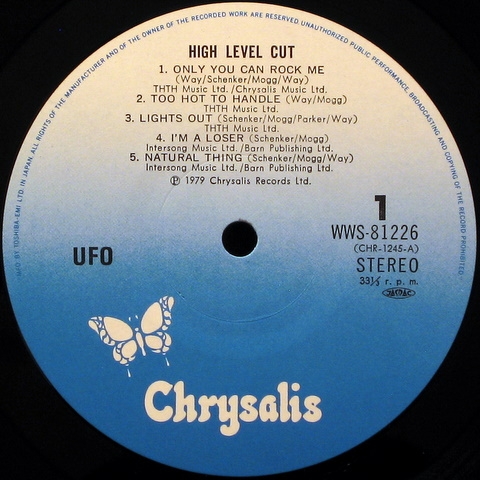 MFD. BY TOSHIBA-EMI LTD. IN JAPAN. ALL RIGHTS OF THE MANUFACTURER AND OF THE OWNER OF THE RECORDED WORK ARE RESERVED. UNAUTHORIZED PUBLIC PERFORMANCE, BROADCASTING AND COPYING OF THE RECORD PROHIBITED.
HIGH LEVEL CUT
1. ONLY YOU CAN ROCK ME
(Way/Schenker/Mogg/Way)
THTH Music Ltd./Chrysalis Music Ltd.
2. TOO HOT TO HANDLE (Way/Mogg)
THTH Music Ltd.
3. LIGHTS OUT (Schenker/Mogg/Parker/Way)
THTH Music Ltd.
4. I'M A LOSER (Schenker/Mogg)
Intersong Music Ltd./Barn Publishing Ltd.
5. NATURAL THING (Schenker/Mogg/Way)
Intersong Music Ltd./Barn Publishing Ltd.
Ⓟ 1979 Chrysalis Records Ltd.
1
WWS-81226
(CHR-1245-A)
UFO
STEREO
33⅓ r. p. m.
JASRAC
Chrysalis